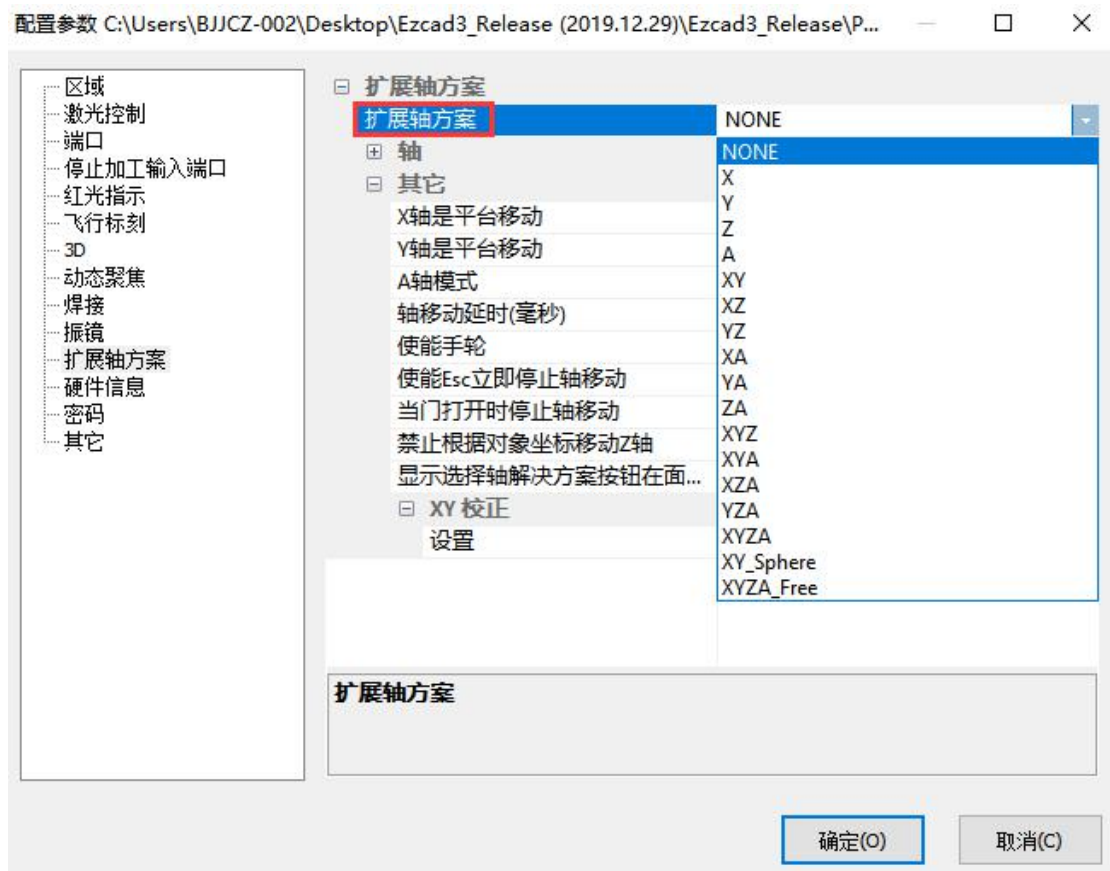 配置参数 C:\Users\BJJCZ-002\Desktop\Ezcad3_Release (2019.12.29)\Ezcad3_Release\P...
区域
激光控制
端口
停止加工输入端口
红光指示
飞行标刻
3D
动态聚焦
焊接
振镜
扩展轴方案
硬件信息
密码
其它
扩展轴方案
扩展轴方案 NONE
轴
其它
X轴是平台移动
Y轴是平台移动
A轴模式
轴移动延时(毫秒)
使能手轮
使能Esc立即停止轴移动
当门打开时停止轴移动
禁止根据对象坐标移动Z轴
显示选择轴解决方案按钮在面...
XY 校正
设置
NONE
X
Y
Z
A
XY
XZ
YZ
XA
YA
ZA
XYZ
XYA
XZA
YZA
XYZA
XY_Sphere
XYZA_Free
扩展轴方案
确定(O) 取消(C)